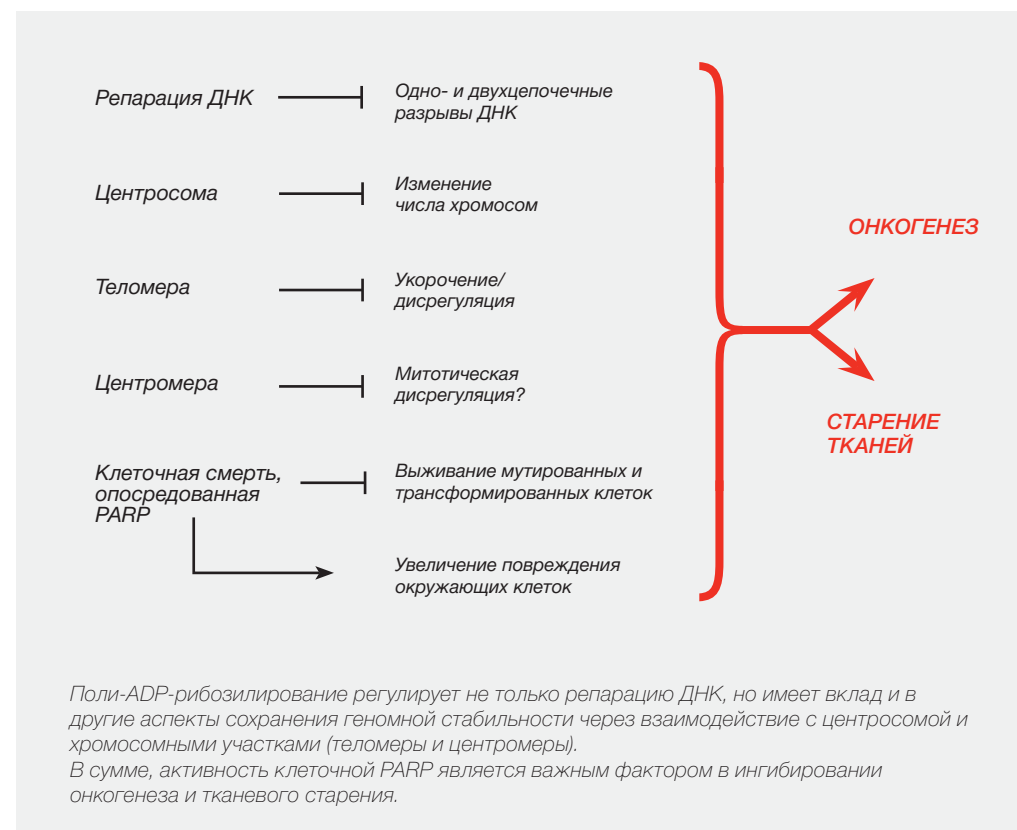 Репарация ДНК
Одно- и двухцепочечные
разрывы ДНК
Центросома
Изменение
числа хромосом
ОНКОГЕНЕЗ
Теломера
Укорочение/
дисрегуляция
Центромера
Митотическая
дисрегуляция?
СТАРЕНИЕ
ТКАНЕЙ
Клеточная смерть,
опосредованная
PARP
Выживание мутированных и
трансформированных клеток
Увеличение повреждения
окружающих клеток
Поли-ADP-рибозилирование регулирует не только репарацию ДНК, но имеет вклад и в
другие аспекты сохранения геномной стабильности через взаимодействие с центросомой и
хромосомными участками (теломеры и центромеры).
В сумме, активность клеточной PARP является важным фактором в ингибировании
онкогенеза и тканевого старения.